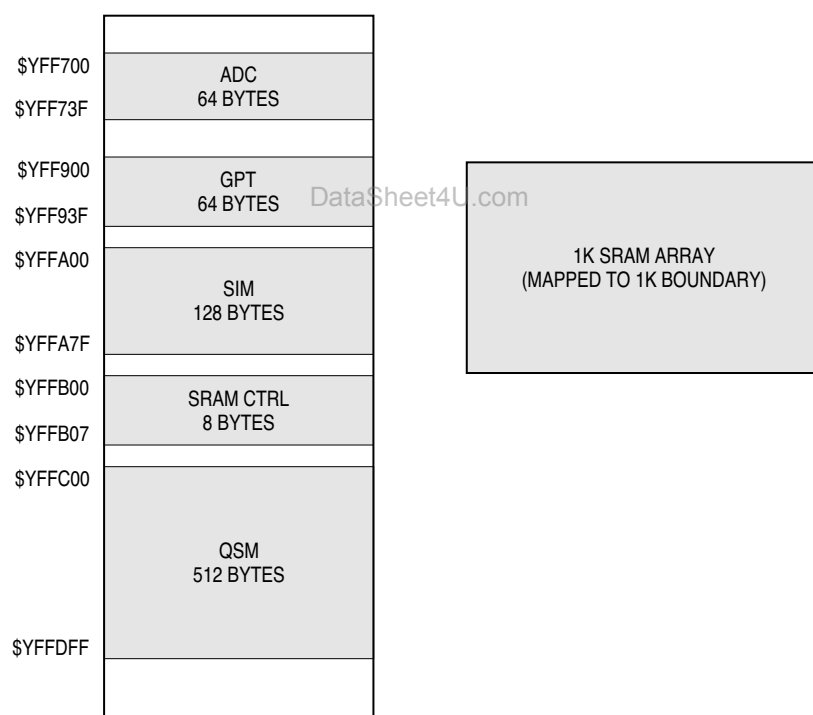 $YFF700
ADC
64 BYTES
$YFF73F
$YFF900
GPT
64 BYTES
$YFF93F
DataSheet4U.com
$YFFA00
SIM
128 BYTES
$YFFA7F
$YFFB00
SRAM CTRL
8 BYTES
$YFFB07
$YFFC00
QSM
512 BYTES
$YFFDFF
1K SRAM ARRAY
(MAPPED TO 1K BOUNDARY)